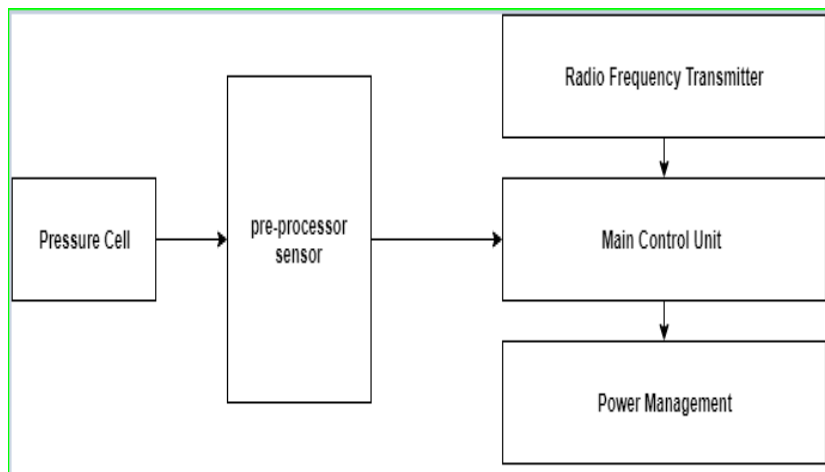 Radio Frequency Transmitter
Pressure Cell
pre-processor
sensor
Main Control Unit
Power Management